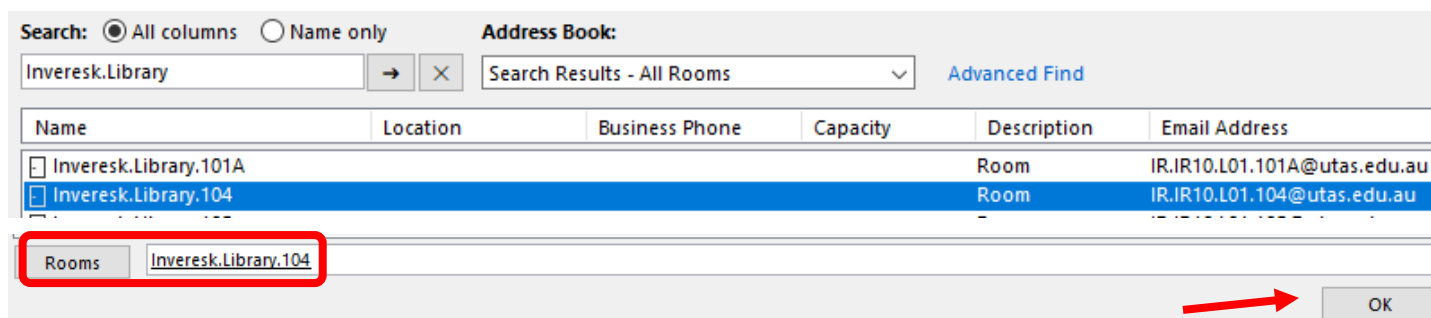 Search: All columns Name only Address Book:
Inveresk.Library → × Search Results - All Rooms Advanced Find
Name Location Business Phone Capacity Description Email Address
Inveresk.Library.101A Room IR.IR10.L01.101A@utas.edu.au
Inveresk.Library.104 Room IR.IR10.L01.104@utas.edu.au
Rooms Inveresk.Library.104
OK